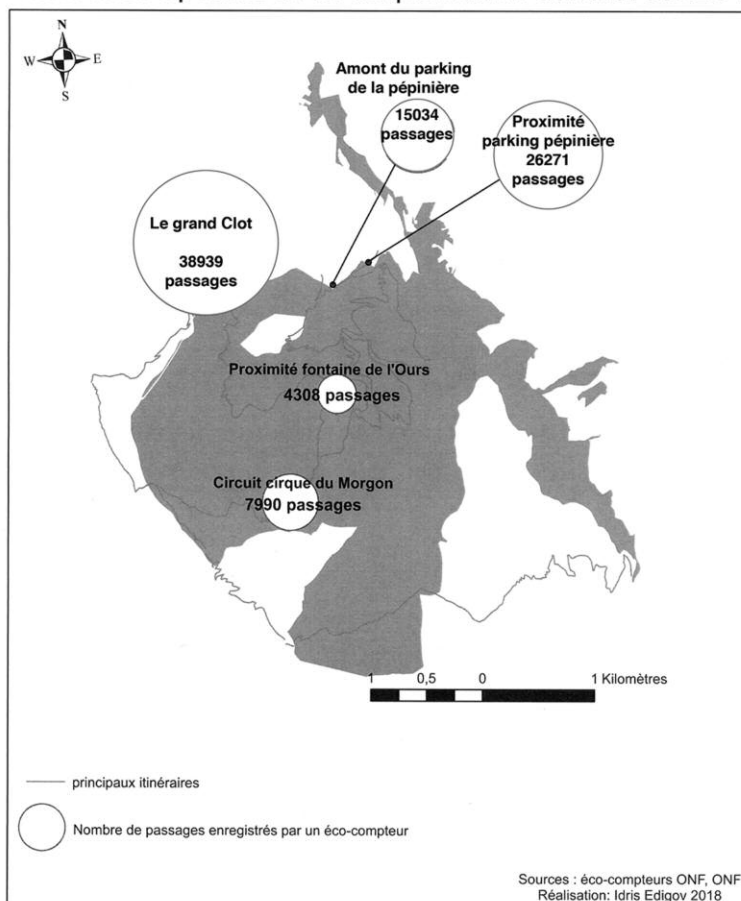 N
W E
S
Amont du parking
de la pépinière
15034
passages
Proximité
parking pépinière
26271
passages
Le grand Clot
38939
passages
Proximité fontaine de l'Ours
4308 passages
Circuit cirque du Morgon
7990 passages
1 0,5 0 1 Kilomètres
principaux itinéraires
Nombre de passages enregistrés par un éco-compteur
Sources : éco-compteurs ONF, ONF
Réalisation: Idris Edigov 2018